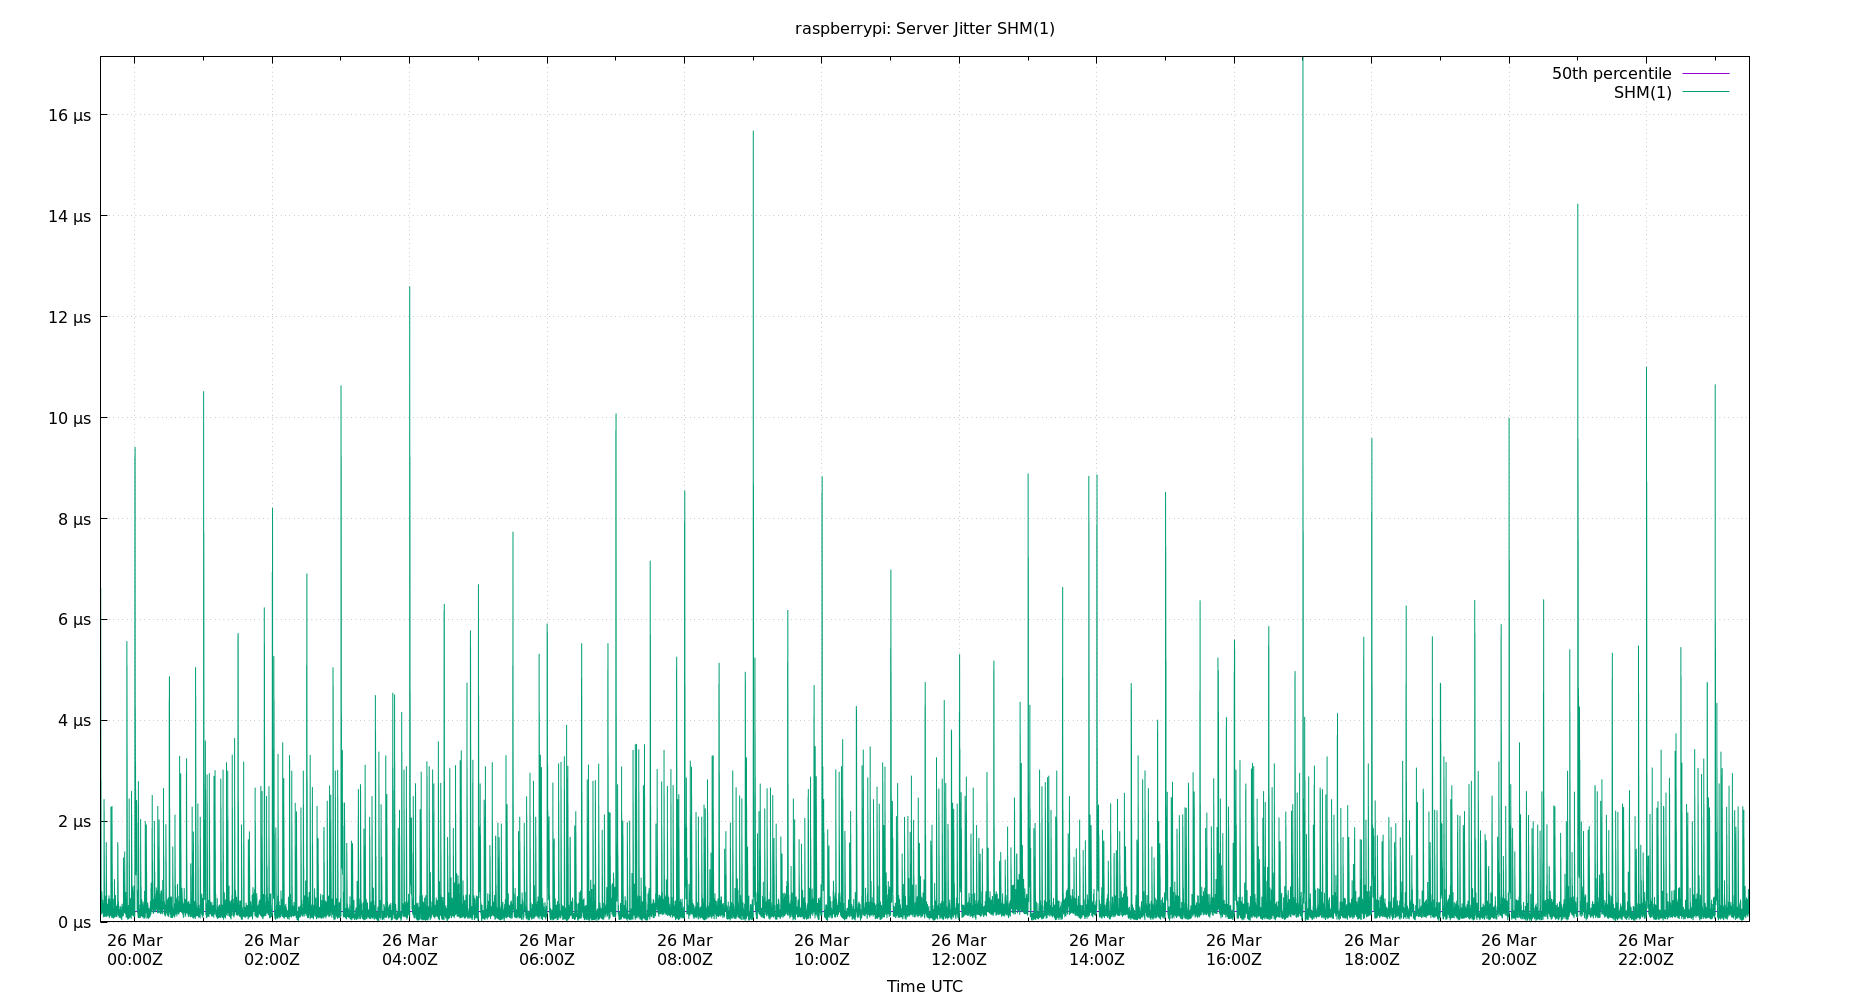 raspberrypi: Server Jitter SHM(1)
50th percentile
SHM(1)
16 µs
14 µs
12 µs
10 µs
8 µs
6 µs
4 µs
2 µs
0 µs
26 Mar 26 Mar 26 Mar 26 Mar 26 Mar 26 Mar 26 Mar 26 Mar 26 Mar 26 Mar 26 Mar 26 Mar
00:00Z 02:00Z 04:00Z 06:00Z 08:00Z 10:00Z 12:00Z 14:00Z 16:00Z 18:00Z 20:00Z 22:00Z
Time UTC